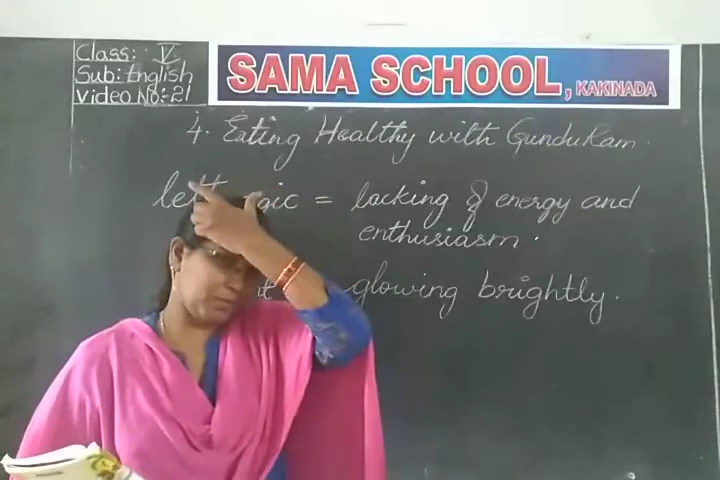 Class: V
Sub: English
Video No:-21
SAMA SCHOOL, KAKINADA
4. Eating Healthy with GunduRam.
= lacking of energy and
enthusiasm.
glowing brightly.